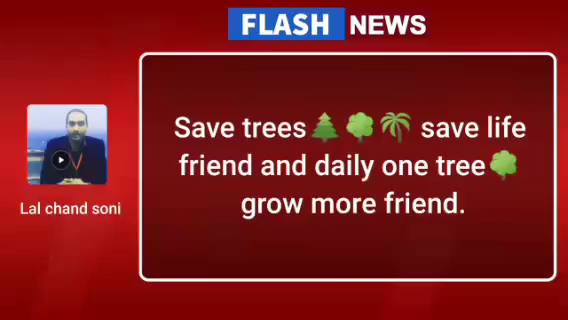 FLASH NEWS
Save trees🌲🌳🌴 save life
friend and daily one tree🌳
grow more friend.
Lal chand soni